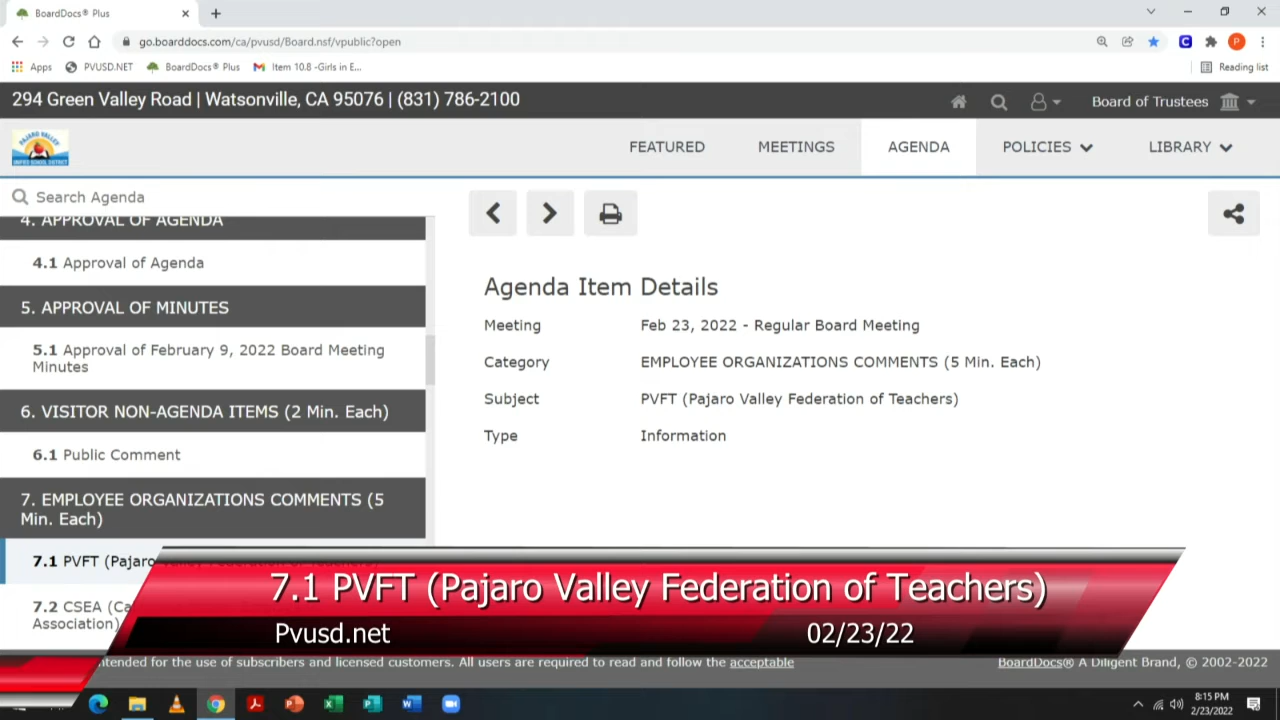 BoardDocs® Plus
go.boarddocs.com/ca/pvusd/Board.nsf/vpublic?open
Apps
PVUSD.NET
BoardDocs® Plus
Item 10.8 -Girls in E...
Reading list
294 Green Valley Road | Watsonville, CA 95076 | (831) 786-2100
Board of Trustees
PAJARO VALLEY
UNIFIED SCHOOL DISTRICT
FEATURED
MEETINGS
AGENDA
POLICIES
LIBRARY
Search Agenda
4. APPROVAL OF AGENDA
4.1 Approval of Agenda
5. APPROVAL OF MINUTES
5.1 Approval of February 9, 2022 Board Meeting
Minutes
6. VISITOR NON-AGENDA ITEMS (2 Min. Each)
6.1 Public Comment
7. EMPLOYEE ORGANIZATIONS COMMENTS (5
Min. Each)
7.1 PVFT (Pajaro
7.2 CSEA (Ca
Association)
Agenda Item Details
Meeting Feb 23, 2022 - Regular Board Meeting
Category EMPLOYEE ORGANIZATIONS COMMENTS (5 Min. Each)
Subject PVFT (Pajaro Valley Federation of Teachers)
Type Information
7.1 PVFT (Pajaro Valley Federation of Teachers)
Pvusd.net 02/23/22
ntended for the use of subscribers and licensed customers. All users are required to read and follow the acceptable
BoardDocs® A Diligent Brand, © 2002-2022
8:15 PM
2/23/2022